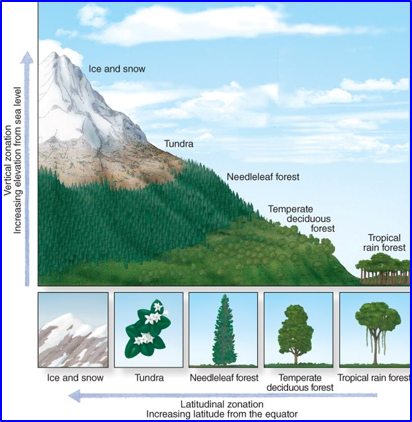 Vertical zonation
Increasing elevation from sea level
Ice and snow
Tundra
Needleleaf forest
Temperate
deciduous
forest
Tropical
rain forest
Ice and snow
Tundra
Needleleaf forest
Temperate
deciduous forest
Tropical rain forest
Latitudinal zonation
Increasing latitude from the equator